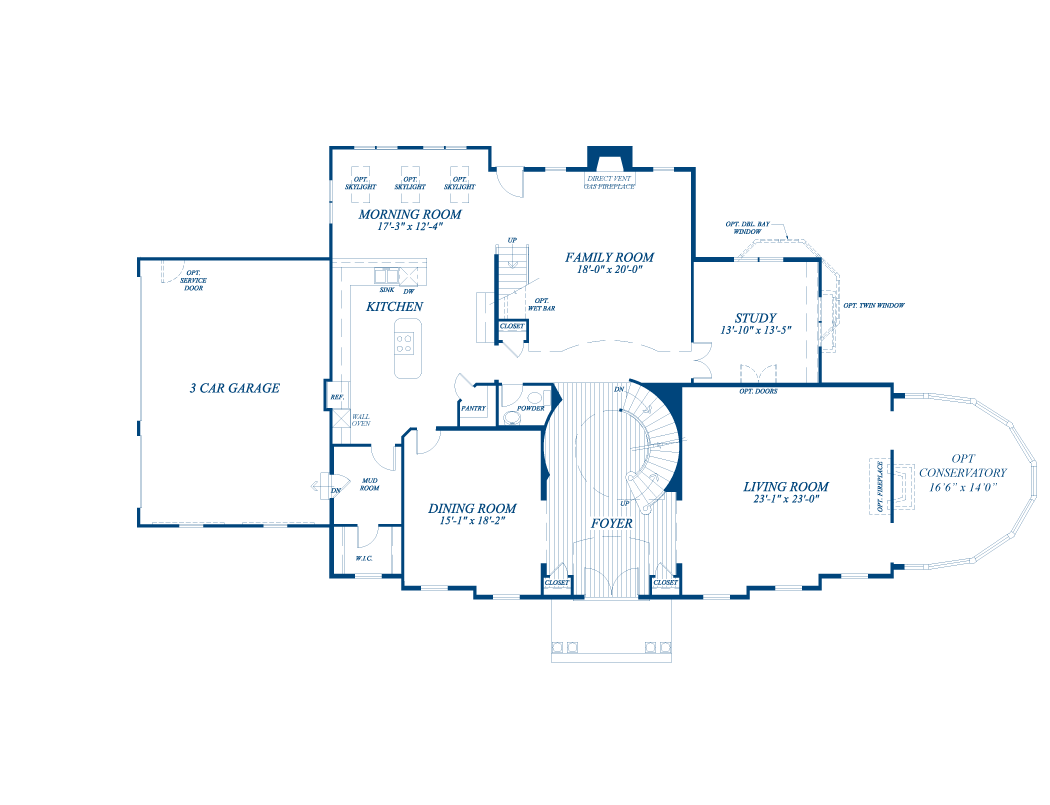 OPT.
SKYLIGHT
OPT.
SKYLIGHT
OPT.
SKYLIGHT
DIRECT VENT
GAS FIREPLACE
MORNING ROOM
17'-3" x 12'-4"
OPT. DBL. BAY
WINDOW
UP
FAMILY ROOM
18'-0" x 20'-0"
OPT.
SERVICE
DOOR
SINK
DW
KITCHEN
OPT.
WET BAR
OPT. TWIN WINDOW
CLOSET
STUDY
13'-10" x 13'-5"
3 CAR GARAGE
REF.
DN
OPT. DOORS
PANTRY
POWDER
WALL
OVEN
OPT
CONSERVATORY
16'6" x 14'0"
MUD
ROOM
DN
OPT. FIREPLACE
LIVING ROOM
23'-1" x 23'-0"
DINING ROOM
15'-1" x 18'-2"
UP
FOYER
W.I.C.
CLOSET
CLOSET